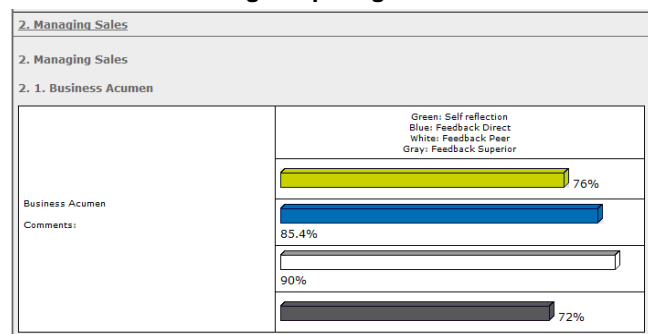 2. Managing Sales
2. Managing Sales
2. 1. Business Acumen
Green: Self reflection
Blue: Feedback Direct
White: Feedback Peer
Gray: Feedback Superior
76%
Business Acumen
Comments:
85.4%
90%
72%